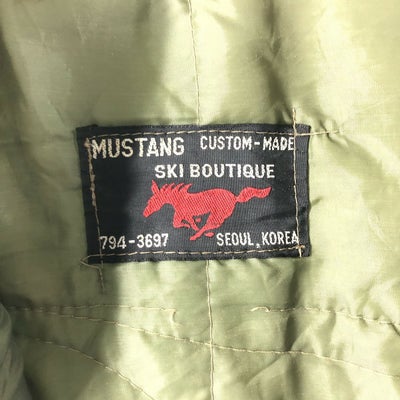 MUSTANG CUSTOM-MADE
SKI BOUTIQUE
794-3697 SEOUL, KOREA